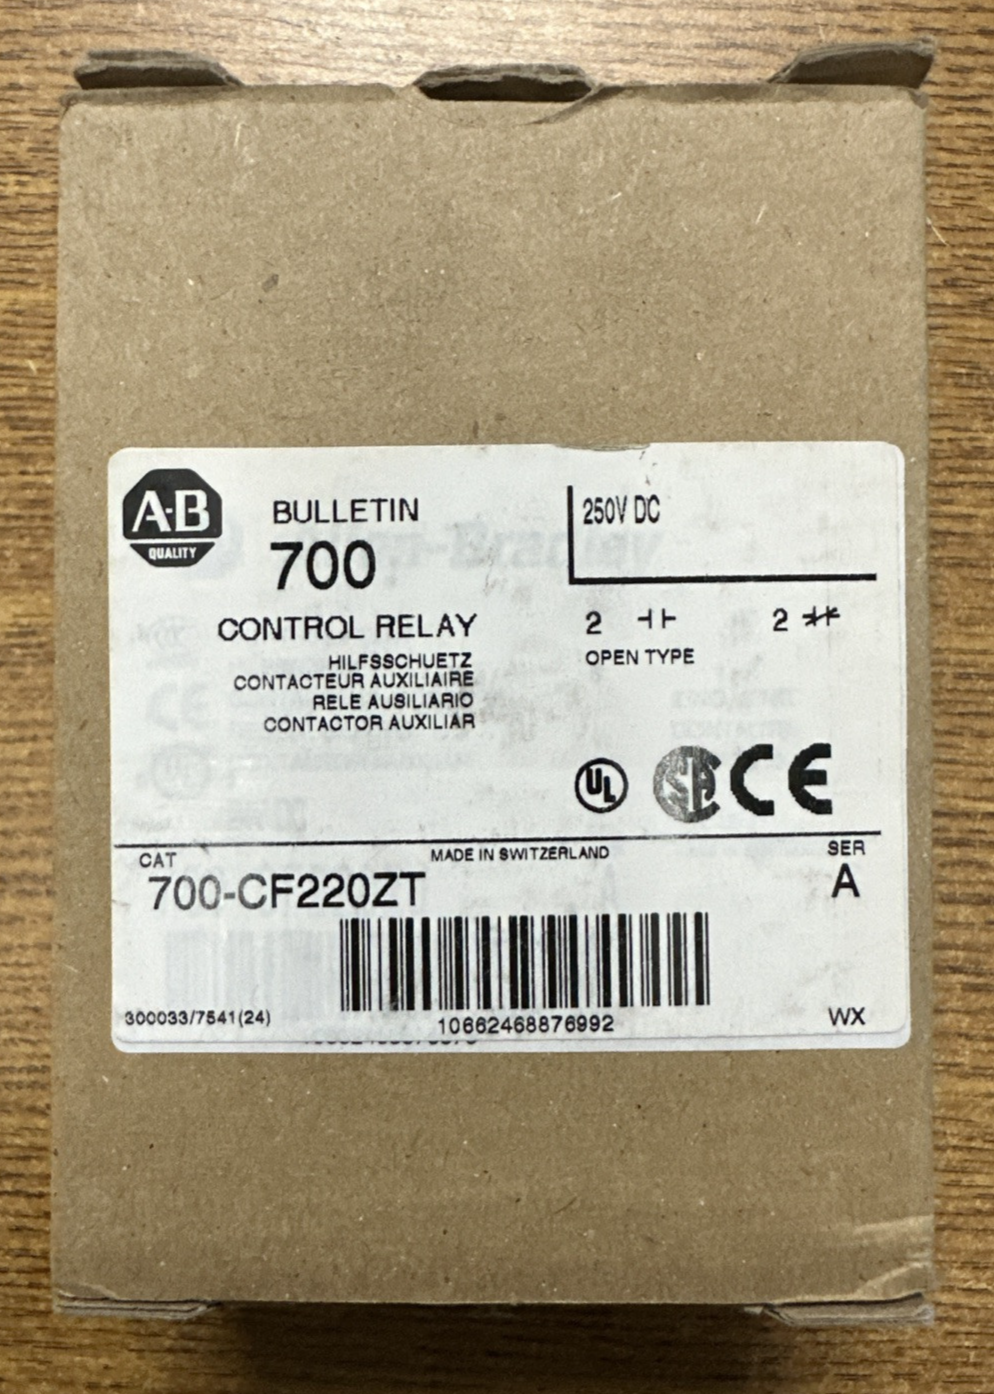 A-B
QUALITY
BULLETIN
700
CONTROL RELAY
HILFSSCHUETZ
CONTACTEUR AUXILIAIRE
RELE AUSILIARIO
CONTACTOR AUXILIAR
250V DC
2 2
OPEN TYPE
UL SA CE
CAT MADE IN SWITZERLAND SER
700-CF220ZT A
300033/7541(24) 10662468876992 WX